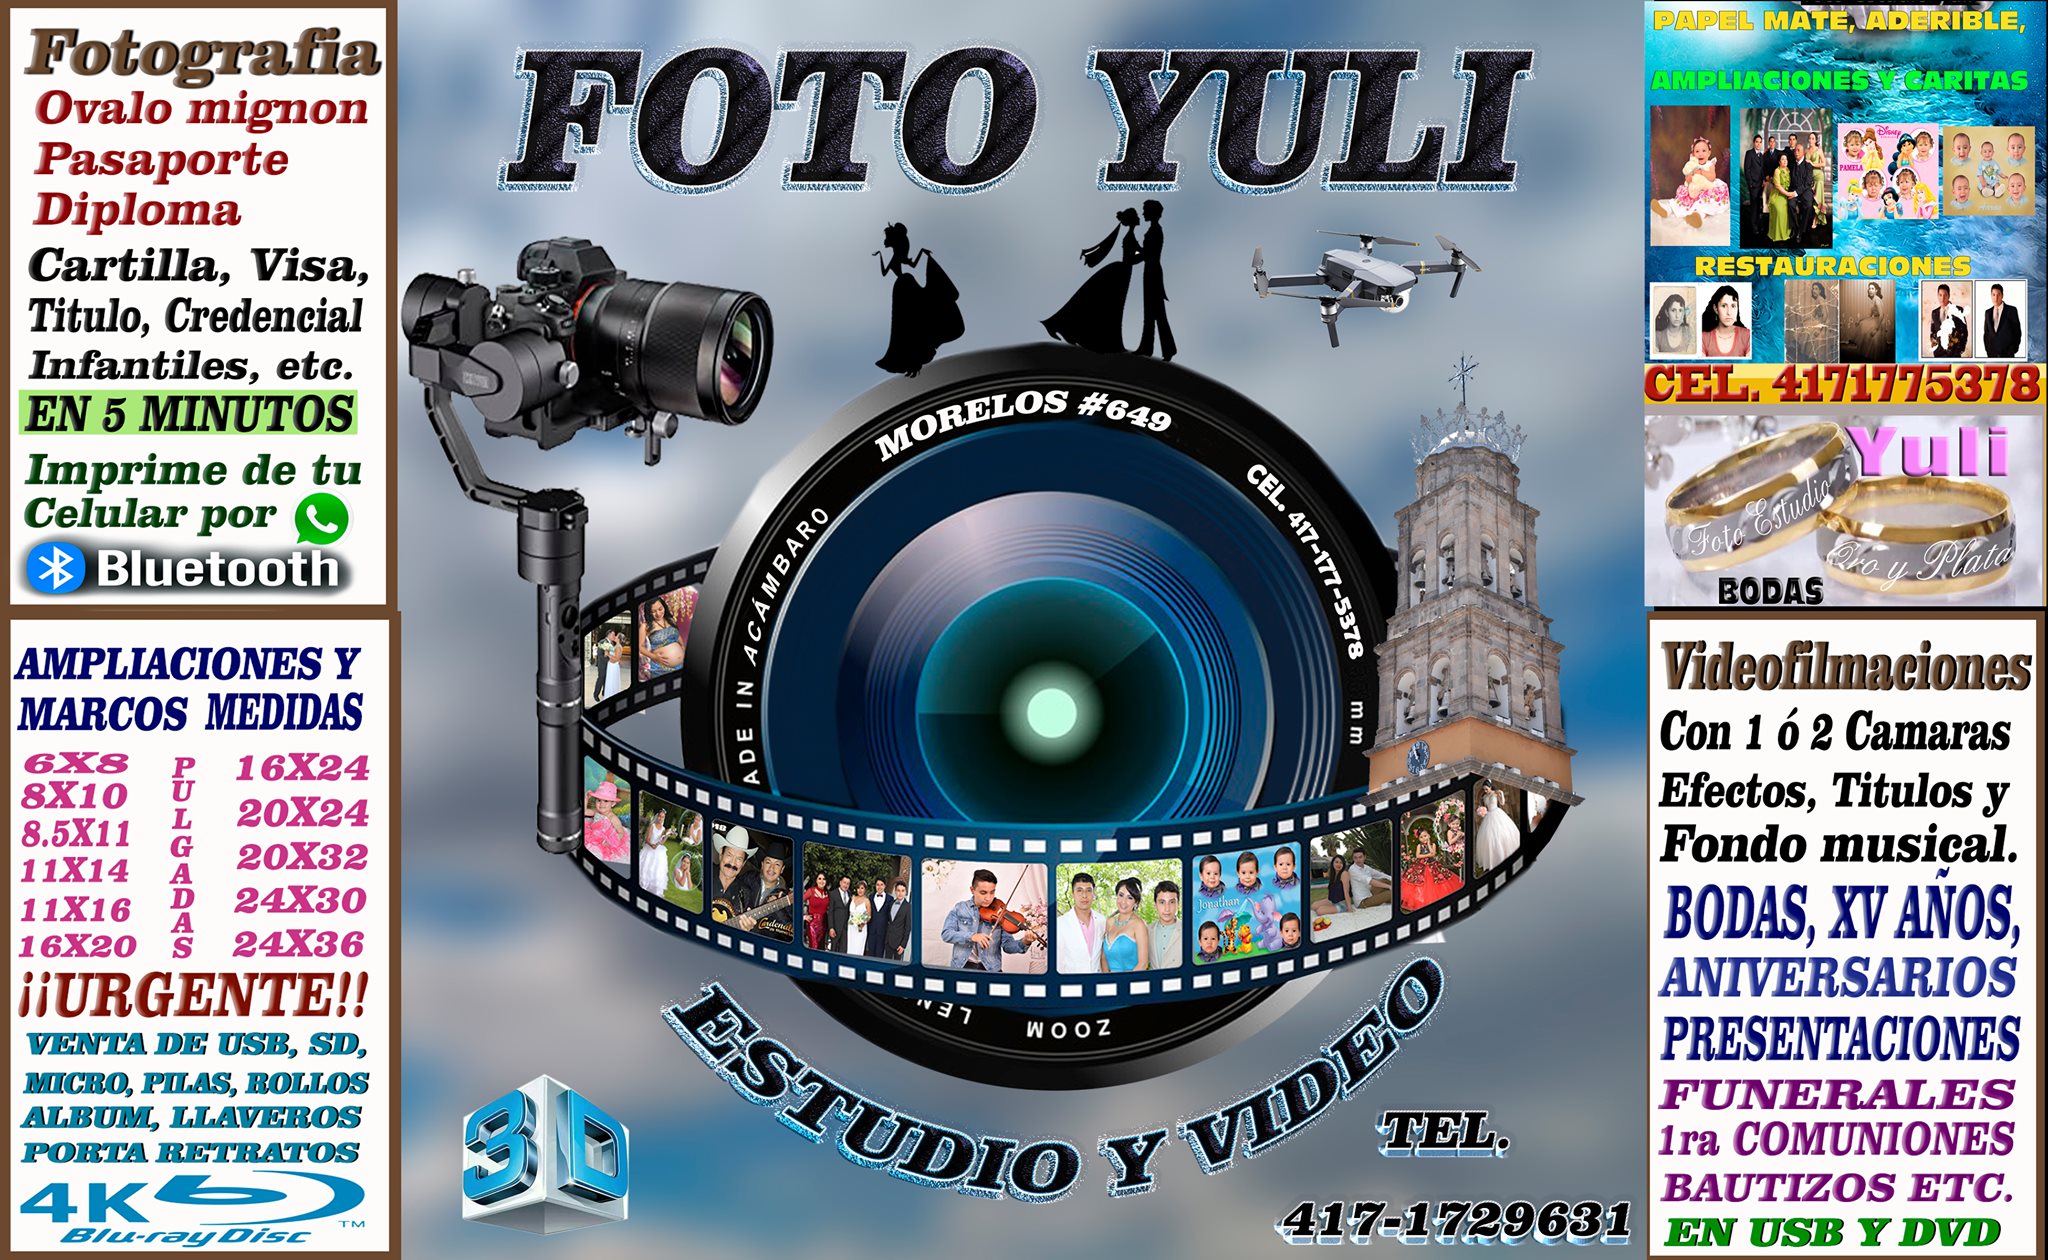 Fotografia
Ovalo mignon
Pasaporte
Diploma
Cartilla, Visa,
Titulo, Credencial
Infantiles, etc.
EN 5 MINUTOS
Imprime de tu
Celular por
Bluetooth
AMPLIACIONES Y
MARCOS MEDIDAS
6X8
8X10
8.5X11
11X14
11X16
16X20
PULGADAS
16X24
20X24
20X32
24X30
24X36
¡¡URGENTE!!
VENTA DE USB, SD,
MICRO, PILAS, ROLLOS
ALBUM, LLAVEROS
PORTA RETRATOS
4K
Blu-ray Disc TM
FOTO YULI
MORELOS #649
CEL. 417-177-5378
mm
ADE IN ACÁMBARO
Jonathan
ZOOM
LEN
ESTUDIO Y VIDEO
3D
TEL.
417-1729631
PAPEL MATE, ADERIBLE,
AMPLIACIONES Y CARITAS
Disney
PAMELA
RESTAURACIONES
CEL. 4171775378
Yuli
Foto Estudio
Oro y Plata
BODAS
Videofilmaciones
Con 1 ó 2 Camaras
Efectos, Titulos y
Fondo musical.
BODAS, XV AÑOS,
ANIVERSARIOS
PRESENTACIONES
FUNERALES
1ra COMUNIONES
BAUTIZOS ETC.
EN USB Y DVD